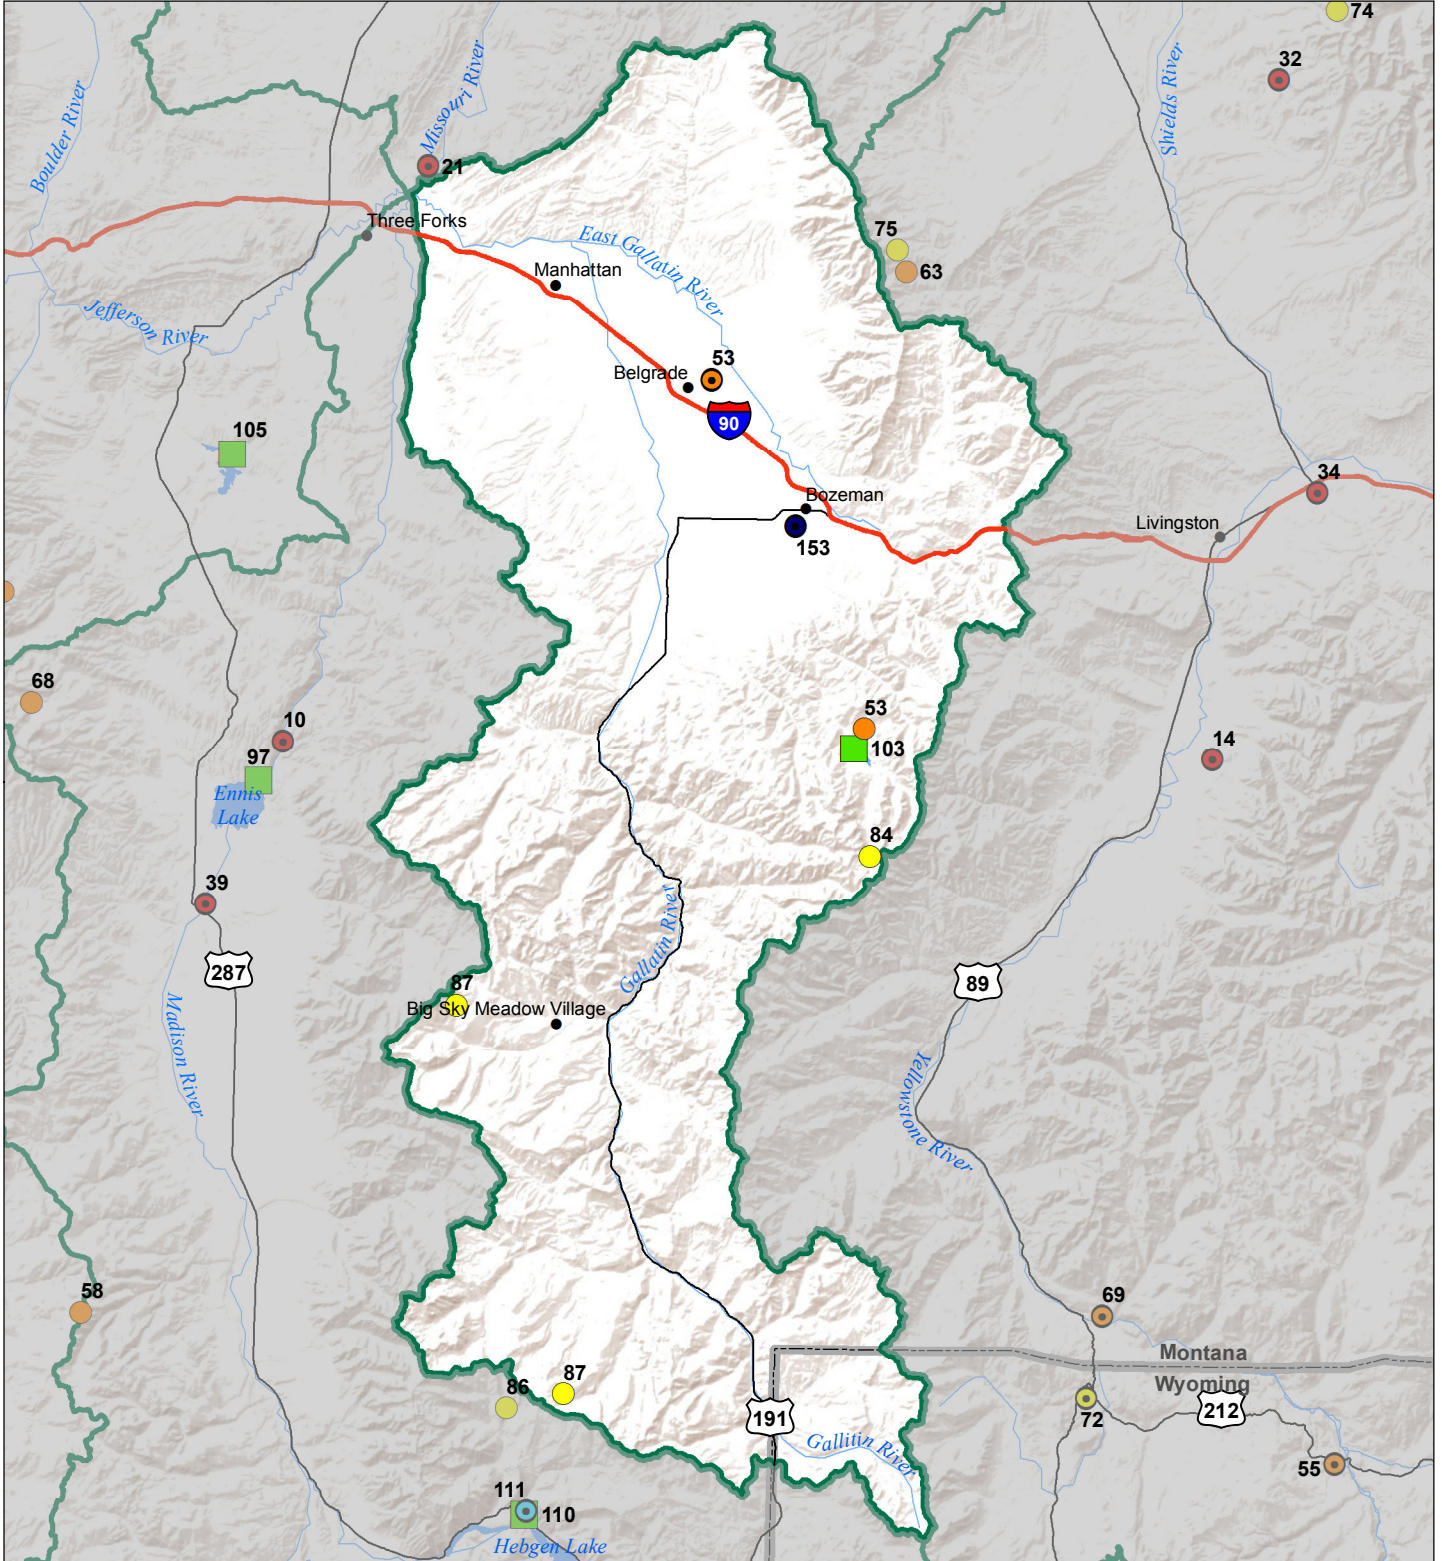 74
32
Missouri River
Shields River
Boulder River
21
Three Forks
75
East Gallatin River
63
Manhattan
Jefferson River
53
Belgrade
90
105
34
Bozeman
Livingston
153
68
53
10
103
14
97
Ennis
Lake
84
39
Gallatin River
287
89
87
Big Sky Meadow Village
Madison River
Yellowstone River
58
69
Montana
Wyoming
86
87
191
212
72
Gallitin River
55
111
110
Hebgen Lake